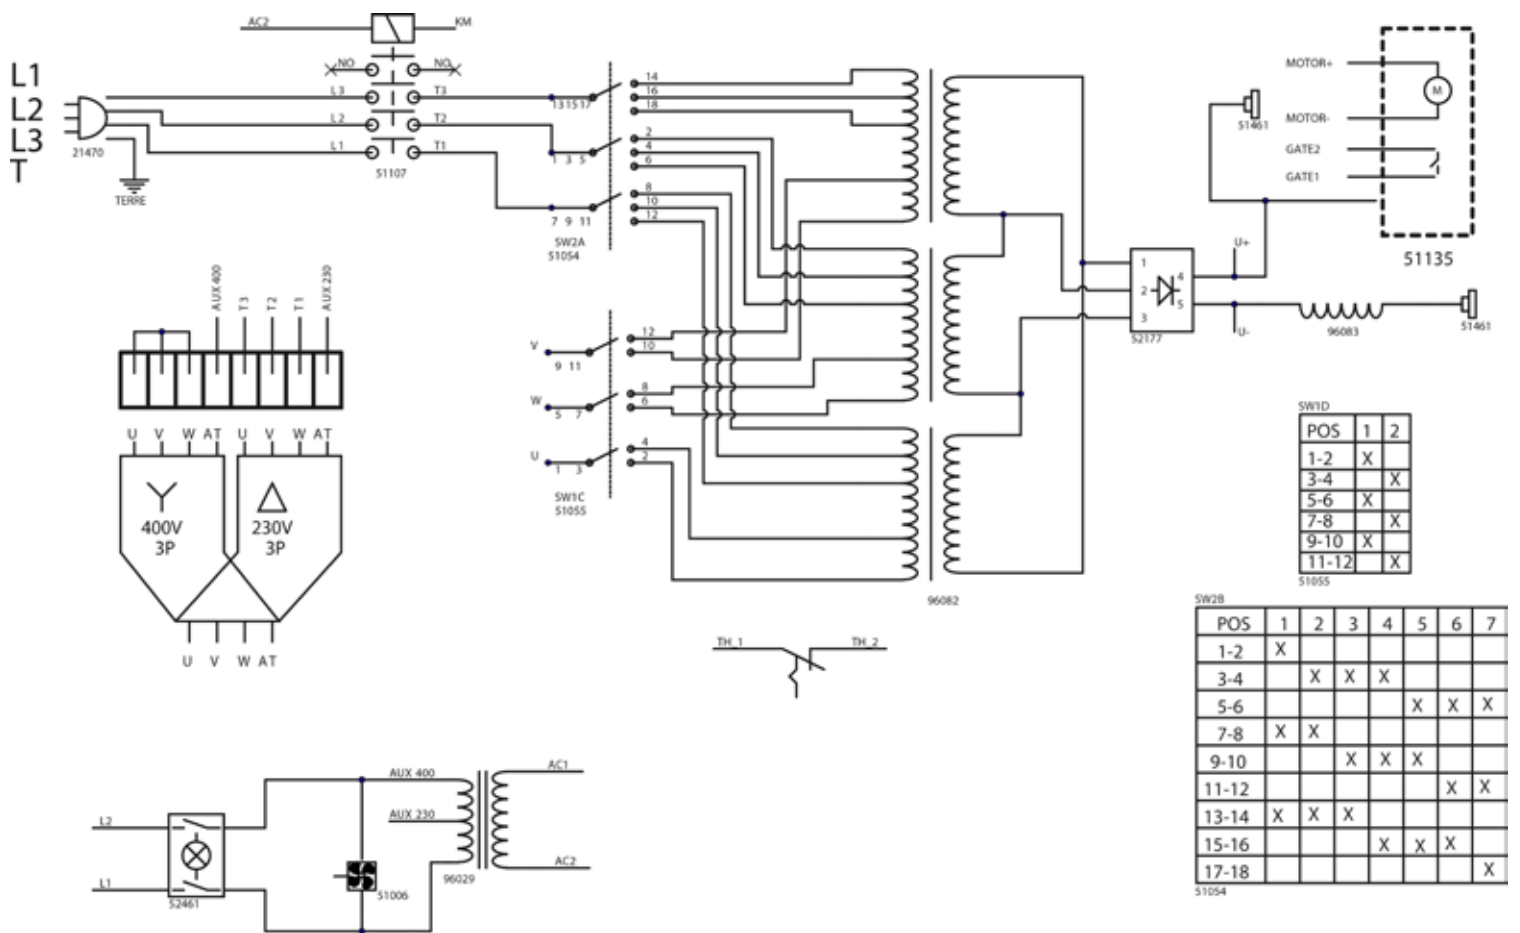 AC2
KM
NO
NO
L1
L2
L3
T
21470
TERRE
L3
T3
L2
T2
L1
T1
51107
13 15 17
14
16
18
1 3 5
2
4
6
7 9 11
8
10
12
SW2A
51054
MOTOR+
M
MOTOR-
GATE2
GATE1
51461
51135
AUX400
T3
T2
T1
AUX230
U V W AT U V W AT
400V
3P
230V
3P
U V W AT
V
9 11
12
10
W
5 7
8
6
U
1 3
4
2
SW1C
51055
96082
1
2
3
4
5
52177
U+
U-
96083
51461
SW1D
POS 1 2
1-2 X
3-4 X
5-6 X
7-8 X
9-10 X
11-12 X
51055
SW2B
POS 1 2 3 4 5 6 7
1-2 X
3-4 X X X
5-6 X X X
7-8 X X
9-10 X X X
11-12 X X
13-14 X X X
15-16 X X X
17-18 X
51054
TH_1
TH_2
L2
L1
52461
51006
AUX 400
AUX 230
96029
AC1
AC2